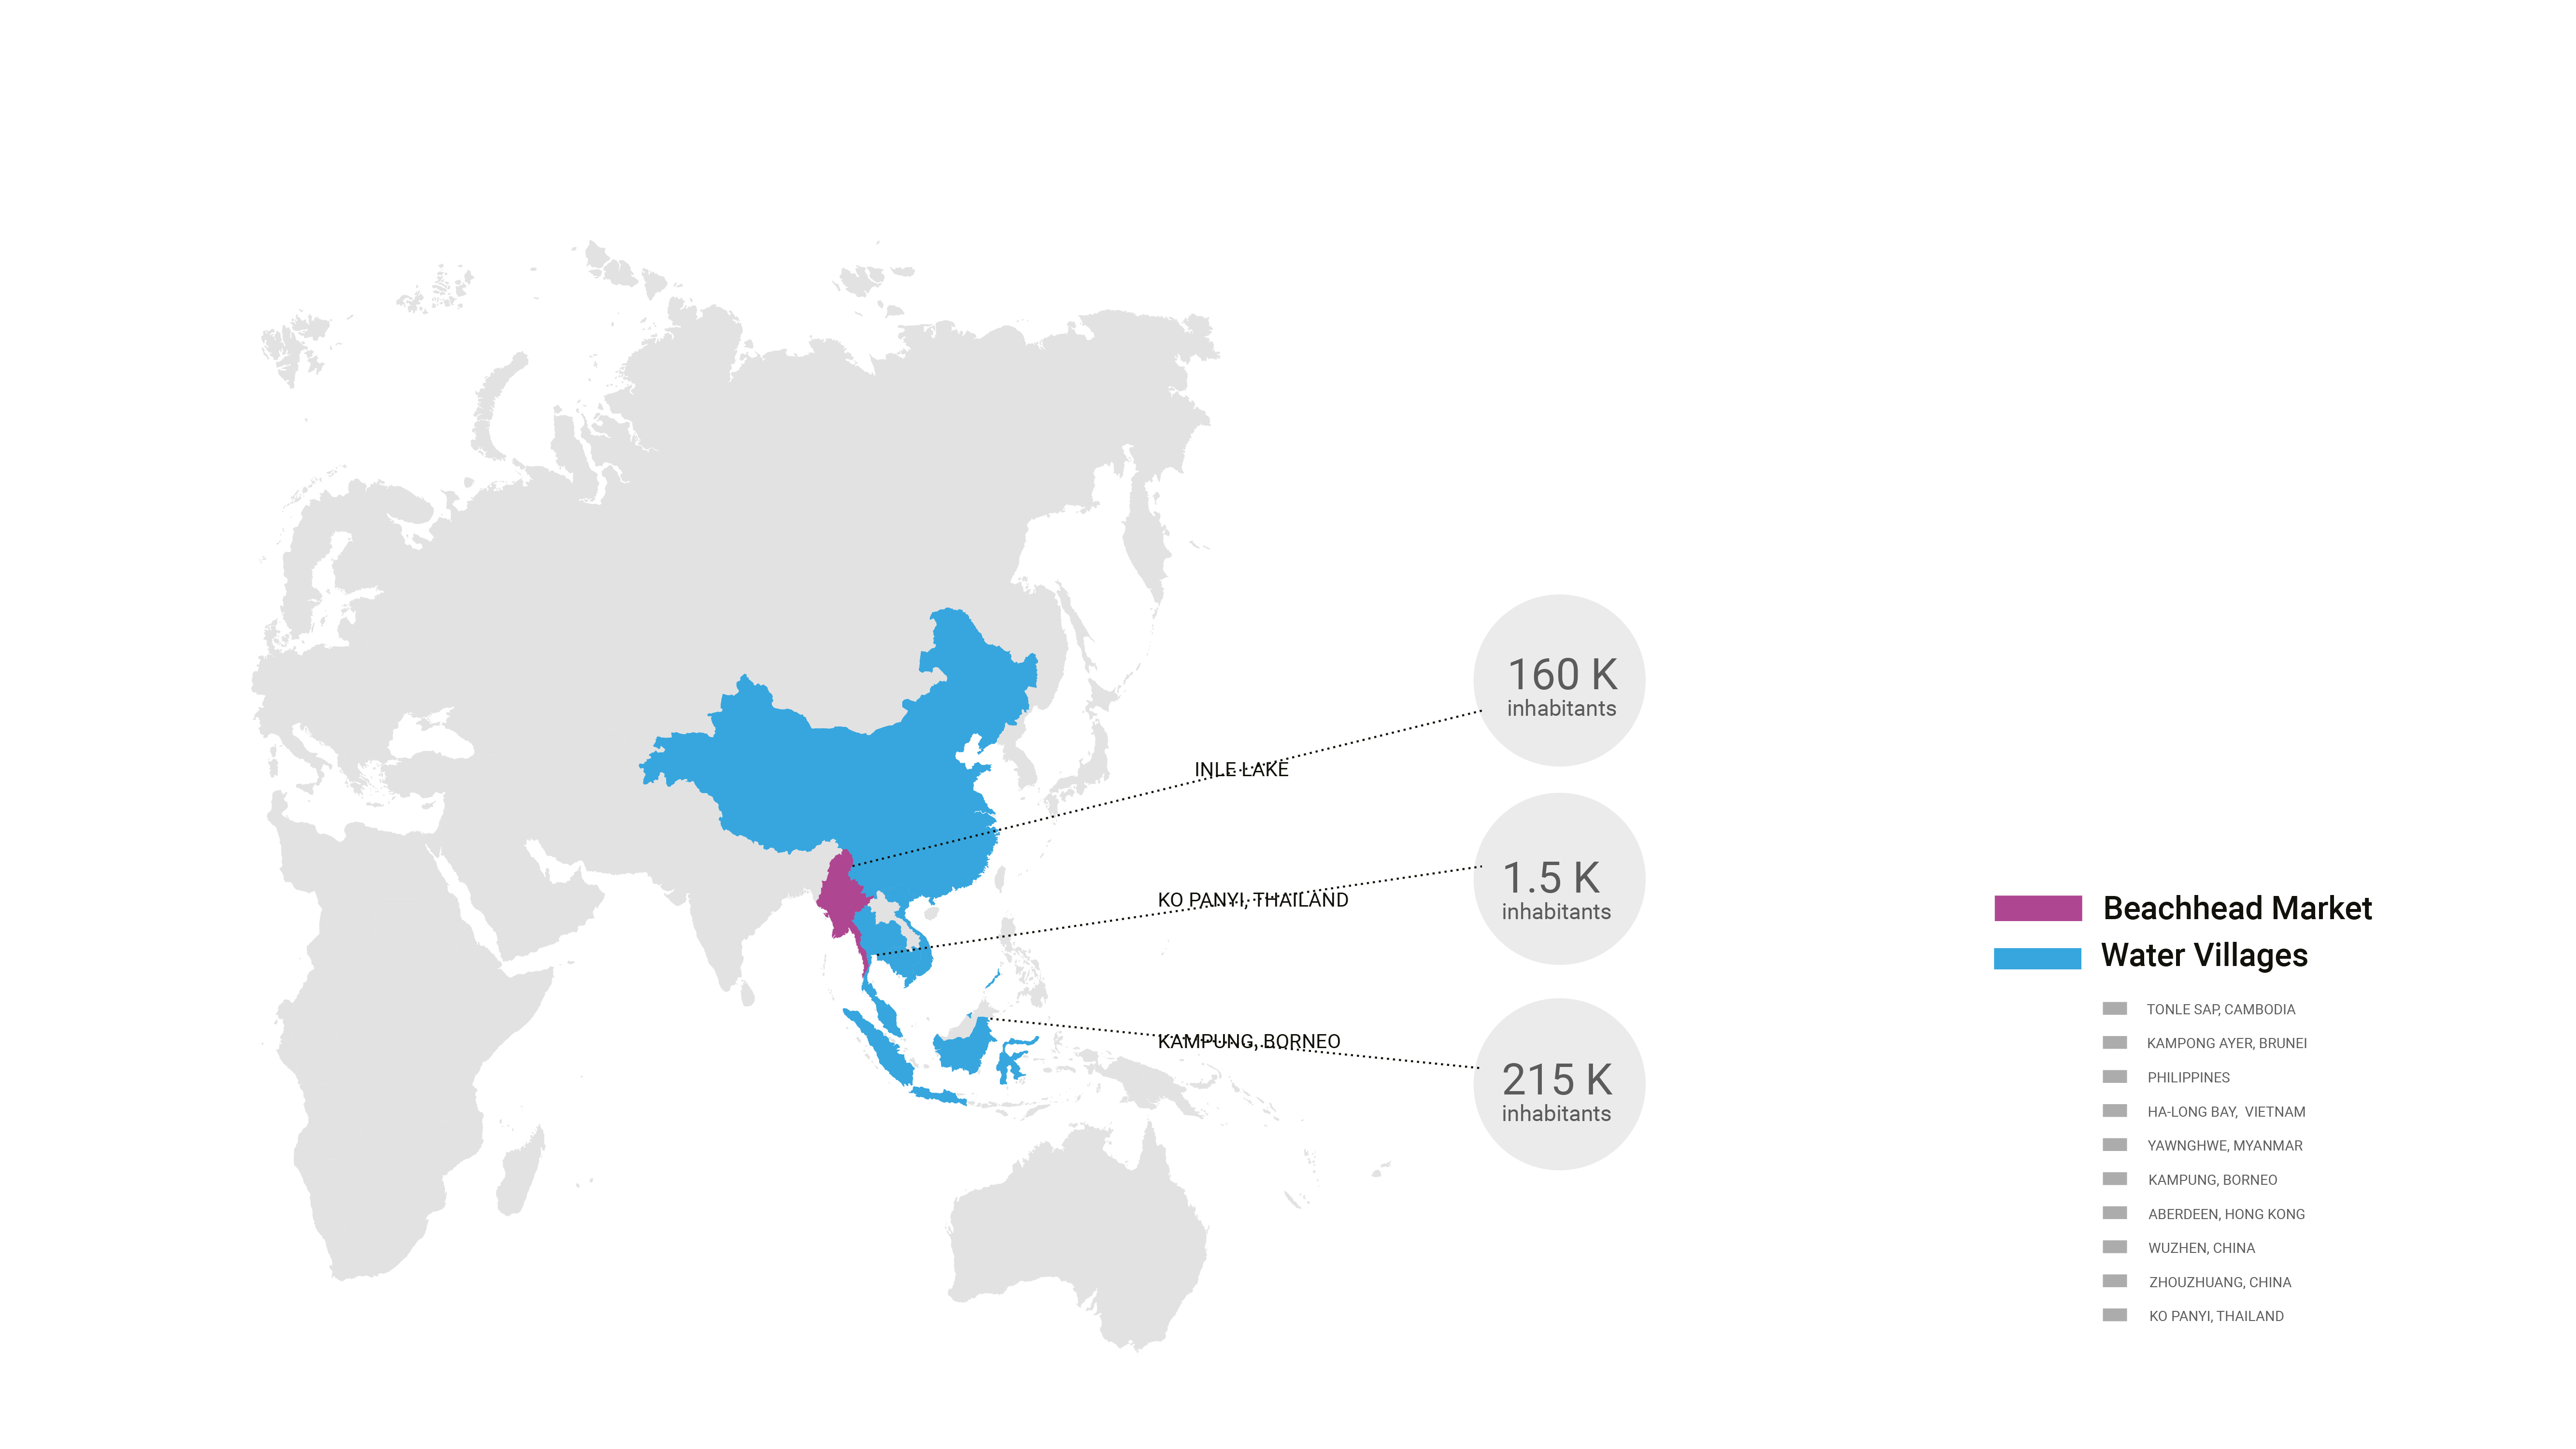 160 K
inhabitants
INLE LAKE
1.5 K
inhabitants
KO PANYI, THAILAND
215 K
inhabitants
KAMPUNG, BORNEO
Beachhead Market
Water Villages
TONLE SAP, CAMBODIA
KAMPONG AYER, BRUNEI
PHILIPPINES
HA-LONG BAY, VIETNAM
YAWNGHWE, MYANMAR
KAMPUNG, BORNEO
ABERDEEN, HONG KONG
WUZHEN, CHINA
ZHOUZHUANG, CHINA
KO PANYI, THAILAND